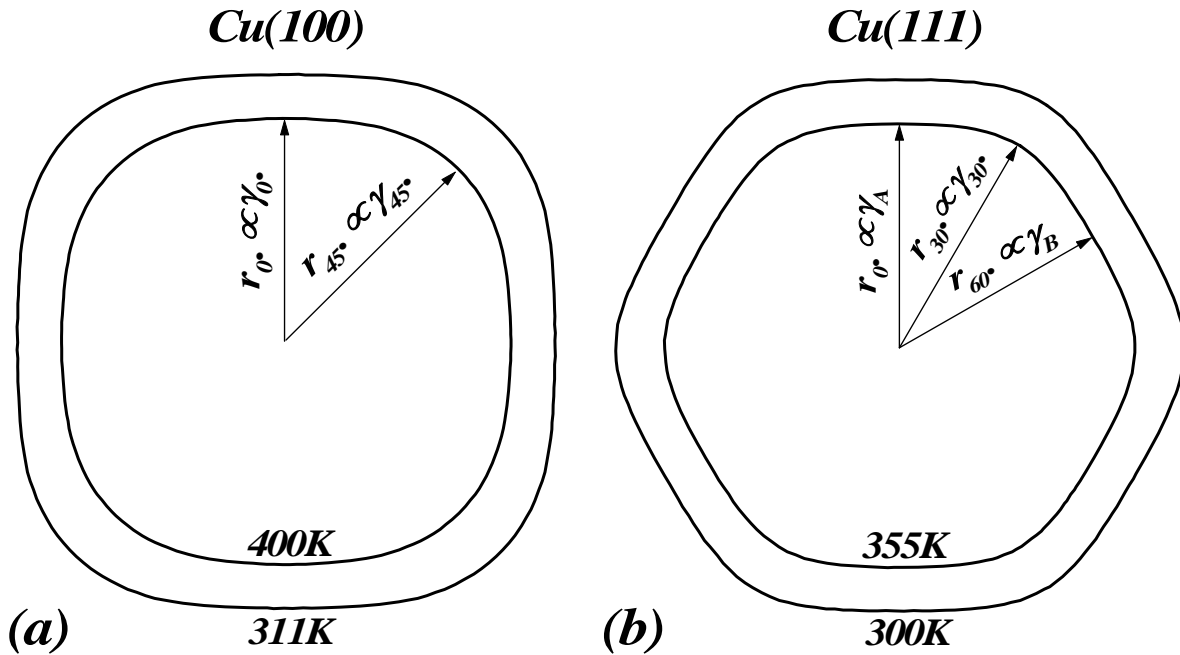 Cu(100)
r0• ∝γ0•
r45• ∝γ45•
400K
311K
(a)
Cu(111)
r0• ∝γA
r30• ∝γ30•
r60• ∝γB
355K
300K
(b)